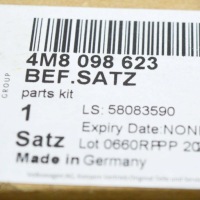 GROUP
4M8 098 623
BEF.SATZ
parts kit
1 LS: 58083590
Expiry Date:NON
Satz Lot 0660RPPP 20
Made in Germany